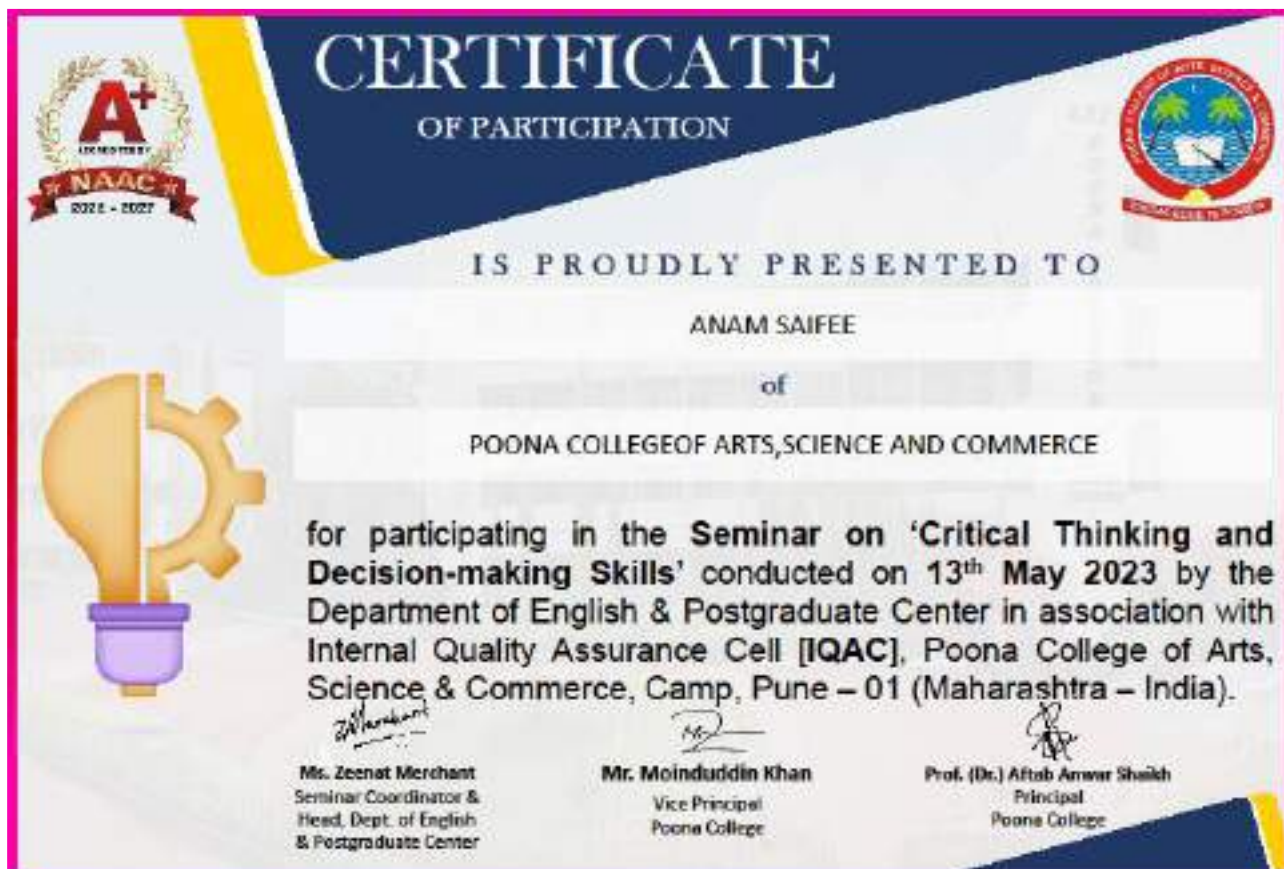 CERTIFICATE
OF PARTICIPATION
A+
ACCREDITED BY
NAAC
2022 - 2027
IS PROUDLY PRESENTED TO
ANAM SAIFEE
of
POONA COLLEGEOF ARTS,SCIENCE AND COMMERCE
for participating in the Seminar on ‘Critical Thinking and
Decision-making Skills’ conducted on 13th May 2023 by the
Department of English & Postgraduate Center in association with
Internal Quality Assurance Cell [IQAC], Poona College of Arts,
Science & Commerce, Camp, Pune – 01 (Maharashtra – India).
Ms. Zeenat Merchant
Seminar Coordinator &
Head, Dept. of English
& Postgraduate Center
Mr. Moinduddin Khan
Vice Principal
Poona College
Prof. (Dr.) Aftab Anwar Shaikh
Principal
Poona College